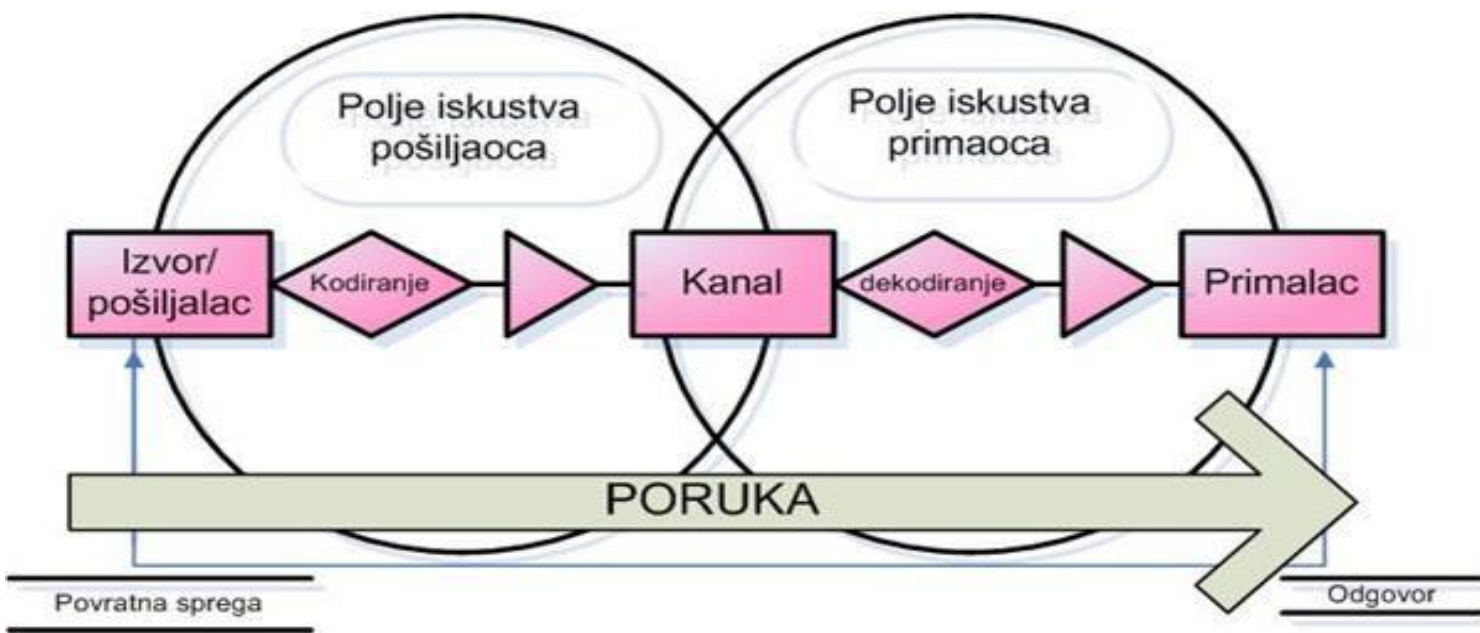 Polje iskustva
pošiljaoca
Polje iskustva
primaoca
Izvor/
pošiljalac
Kodiranje
Kanal
dekodiranje
Primalac
PORUKA
Povratna sprega
Odgovor